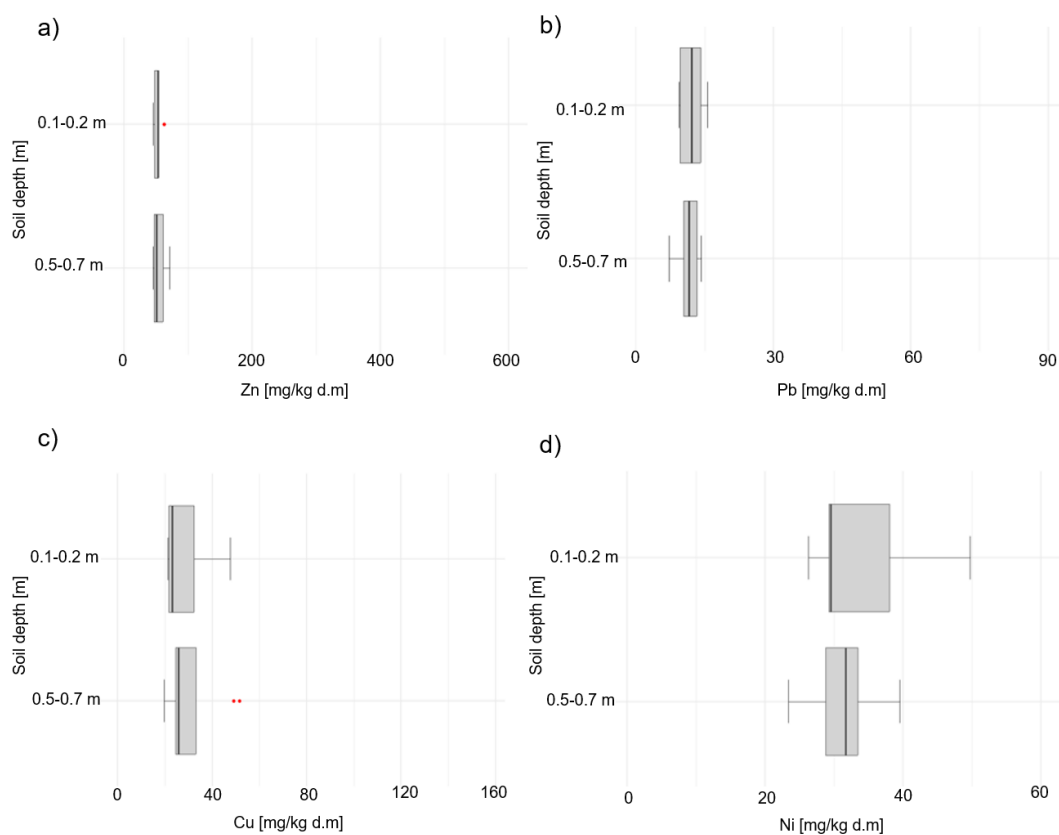 a)
Soil depth [m]
0.1-0.2 m
0.5-0.7 m
0 200 400 600
Zn [mg/kg d.m]
b)
Soil depth [m]
0.1-0.2 m
0.5-0.7 m
0 30 60 90
Pb [mg/kg d.m]
c)
Soil depth [m]
0.1-0.2 m
0.5-0.7 m
0 40 80 120 160
Cu [mg/kg d.m]
d)
Soil depth [m]
0.1-0.2 m
0.5-0.7 m
0 20 40 60
Ni [mg/kg d.m]